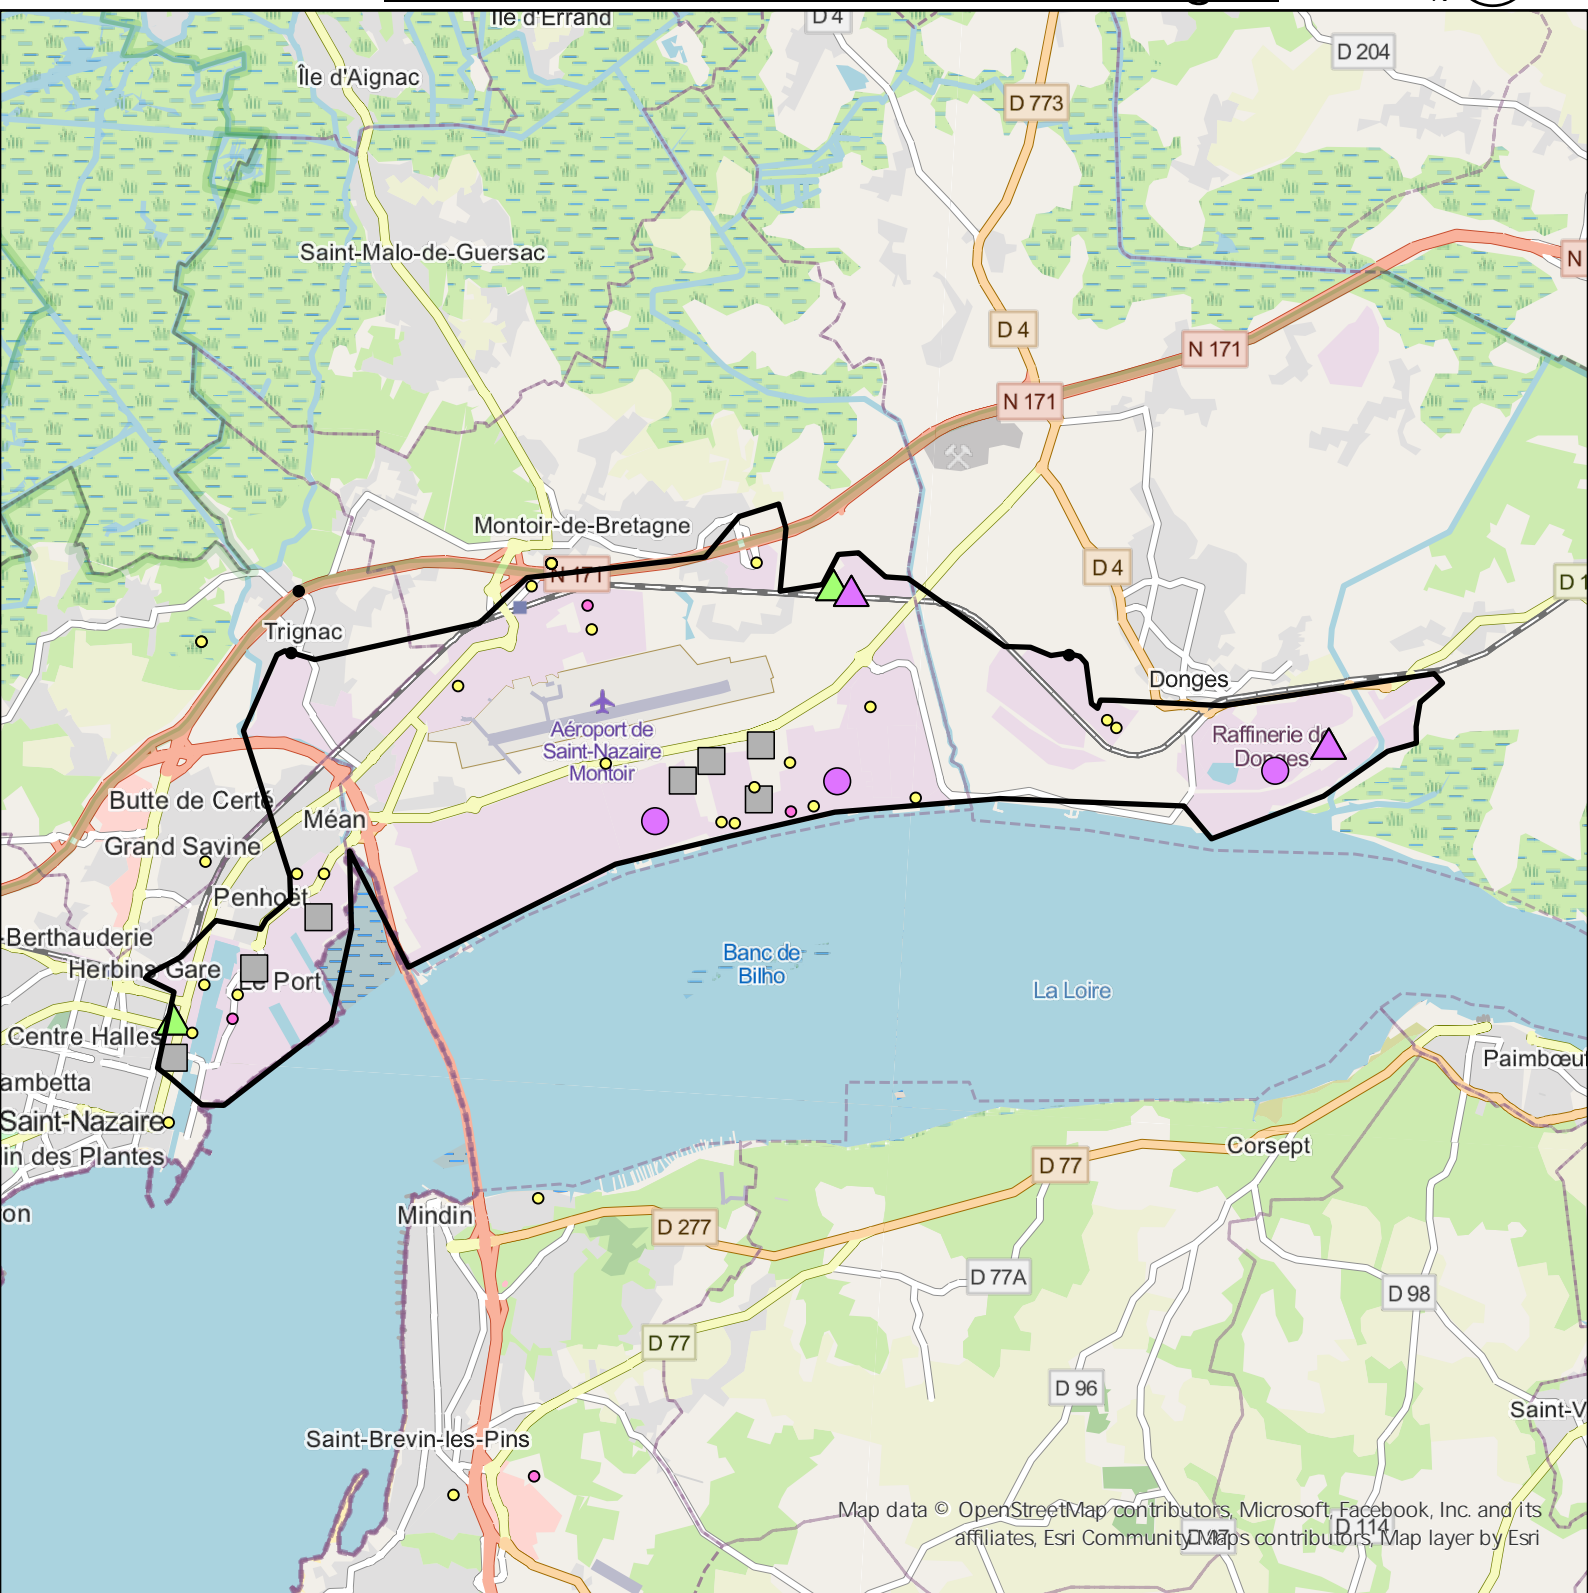 Île d'Errand
D 4
D 204
Île d'Aignac
D 773
Saint-Malo-de-Guersac
N
D 4
N 171
N 171
Montoir-de-Bretagne
N 171
D 4
D 1
Trignac
Donges
Aéroport de
Saint-Nazaire
Montoir
Raffinerie de
Donges
Butte de Certé
Méan
Grand Savine
Penhoët
-Berthauderie
Herbins
Gare
Le Port
Banc de
Bilho
La Loire
Centre Halles
Paimbœuf
ambetta
Saint-Nazaire
in des Plantes
Corsept
D 77
on
Mindin
D 277
D 77A
D 98
D 77
D 96
Saint-V
Saint-Brevin-les-Pins
Map data © OpenStreetMap contributors, Microsoft, Facebook, Inc. and its
D 114
affiliates, Esri Community Maps contributors, Map layer by Esri